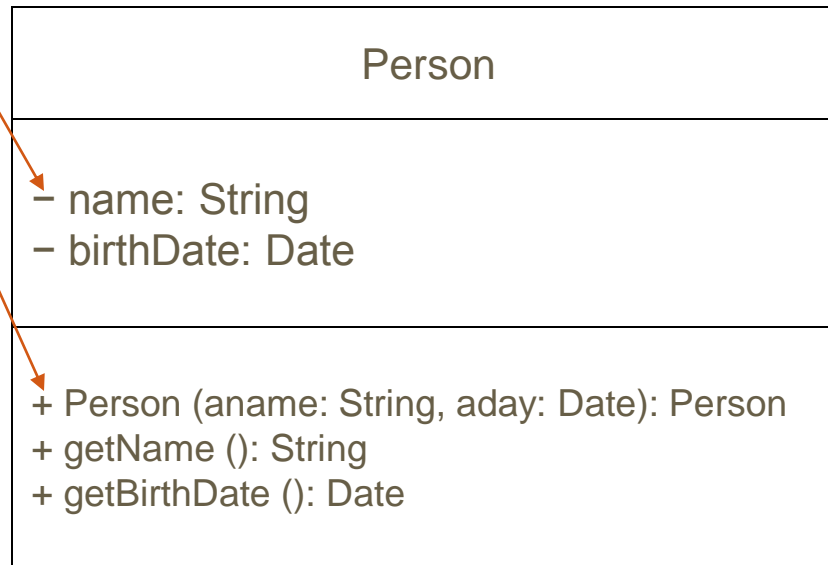 Person
− name: String
− birthDate: Date
+ Person (aname: String, aday: Date): Person
+ getName (): String
+ getBirthDate (): Date